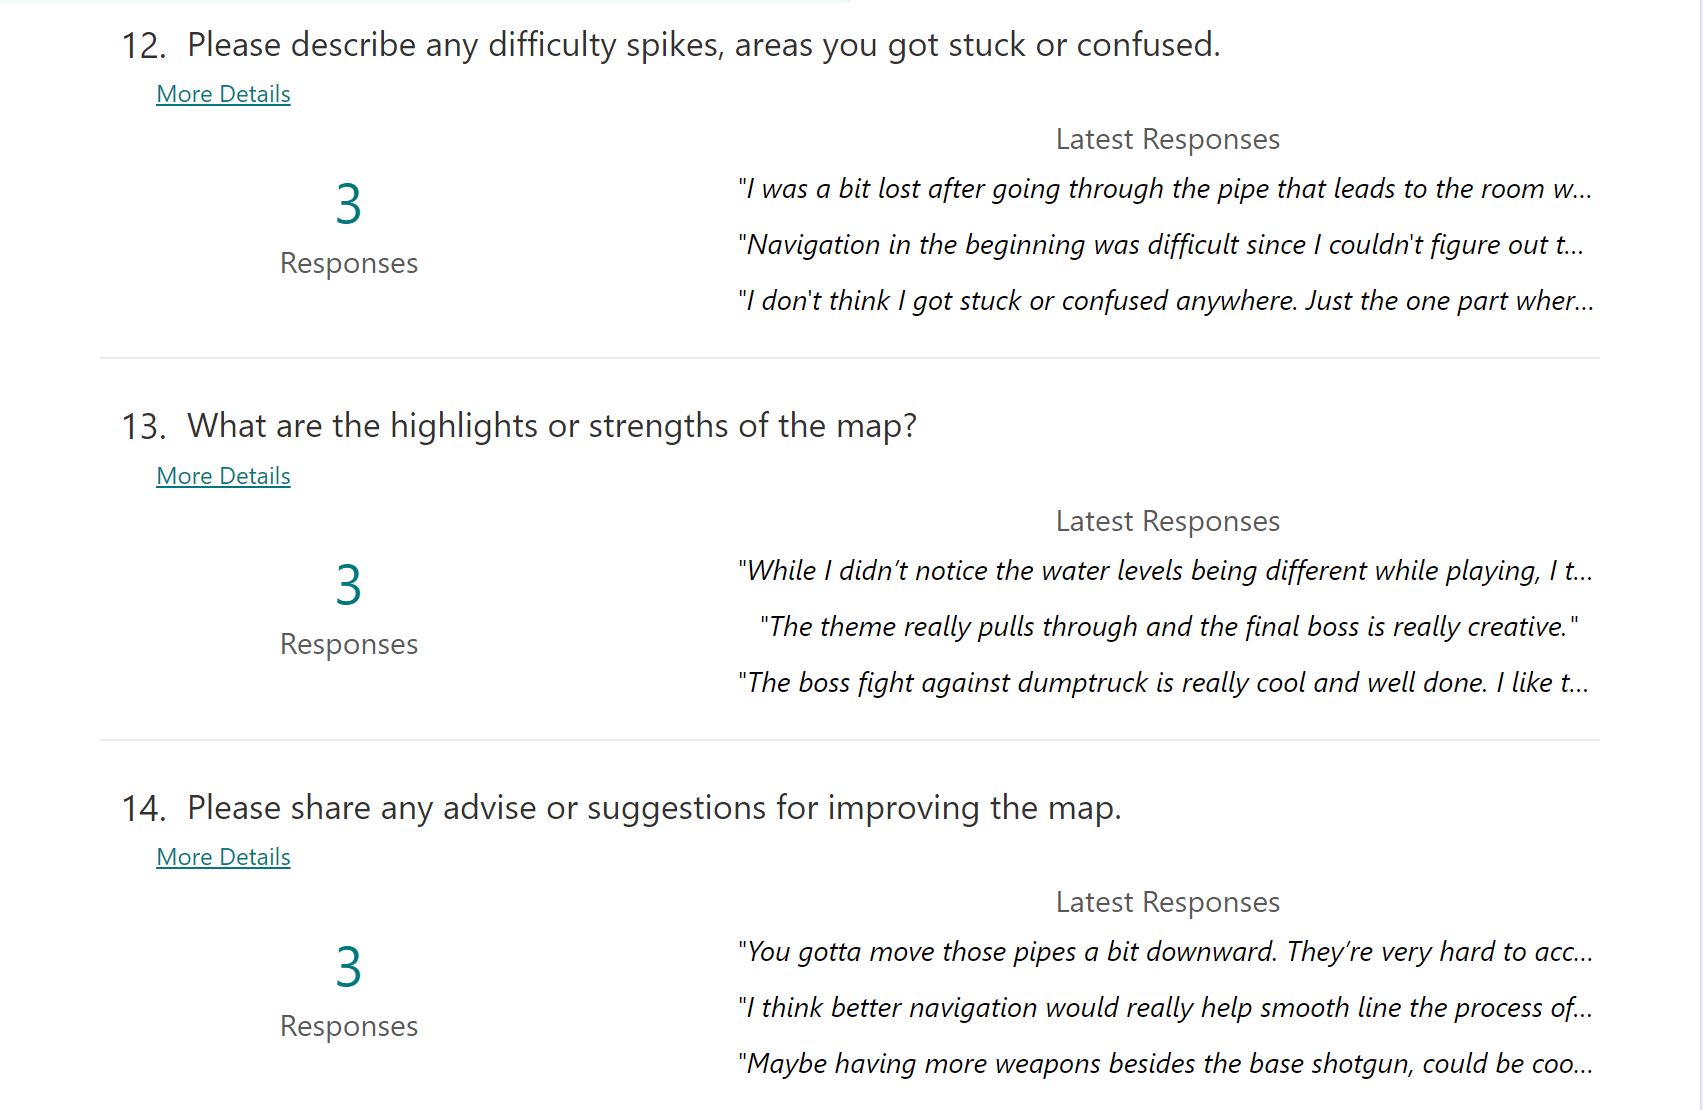 12. Please describe any difficulty spikes, areas you got stuck or confused.
More Details
Latest Responses
3
Responses
"I was a bit lost after going through the pipe that leads to the room w...
"Navigation in the beginning was difficult since I couldn't figure out t...
"I don't think I got stuck or confused anywhere. Just the one part wher...
13. What are the highlights or strengths of the map?
More Details
Latest Responses
3
Responses
"While I didn’t notice the water levels being different while playing, I t...
"The theme really pulls through and the final boss is really creative."
"The boss fight against dumptruck is really cool and well done. I like t...
14. Please share any advise or suggestions for improving the map.
More Details
Latest Responses
3
Responses
"You gotta move those pipes a bit downward. They’re very hard to acc...
"I think better navigation would really help smooth line the process of...
"Maybe having more weapons besides the base shotgun, could be coo...